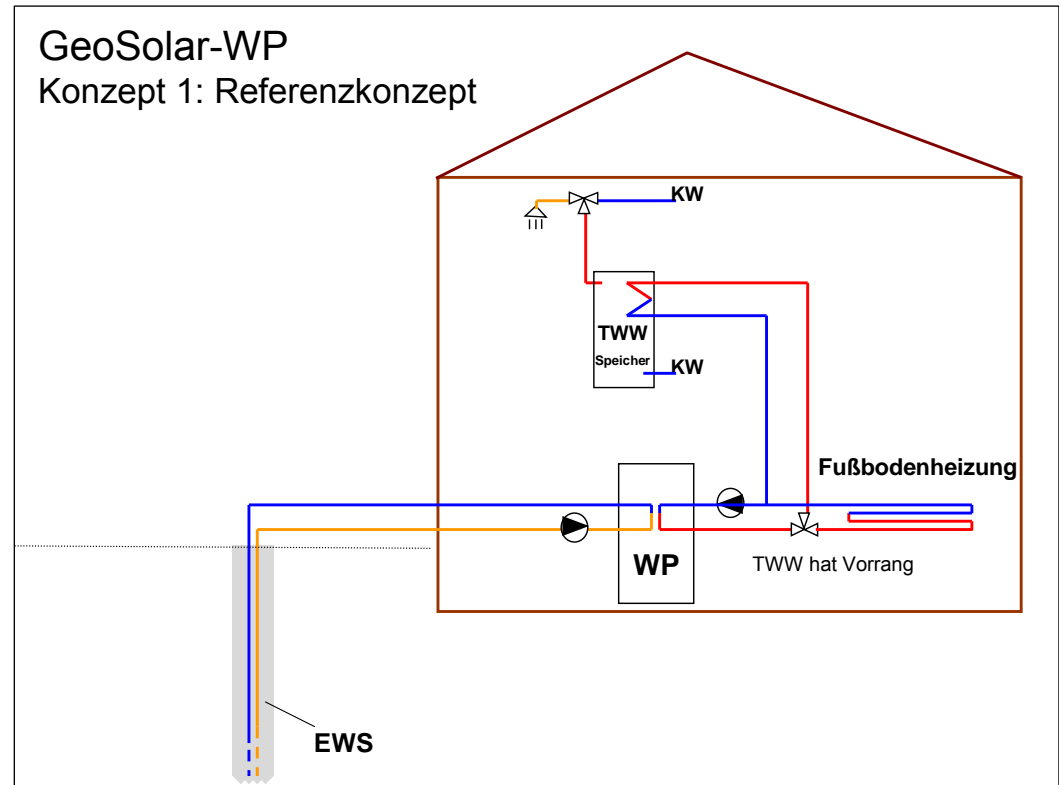 GeoSolar-WP
Konzept 1: Referenzkonzept
KW
TWW
Speicher
KW
Fußbodenheizung
WP
TWW hat Vorrang
EWS